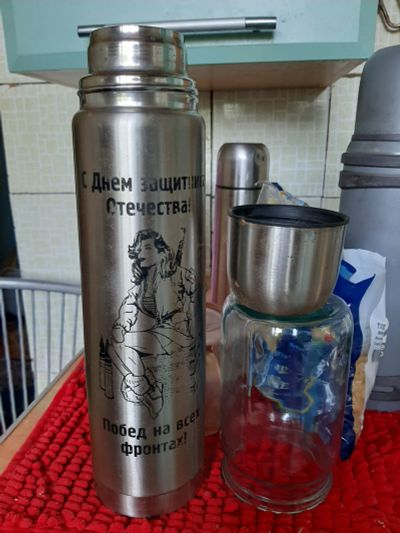 С Днем защитника
Отечества!
Побед на всех
фронтах!